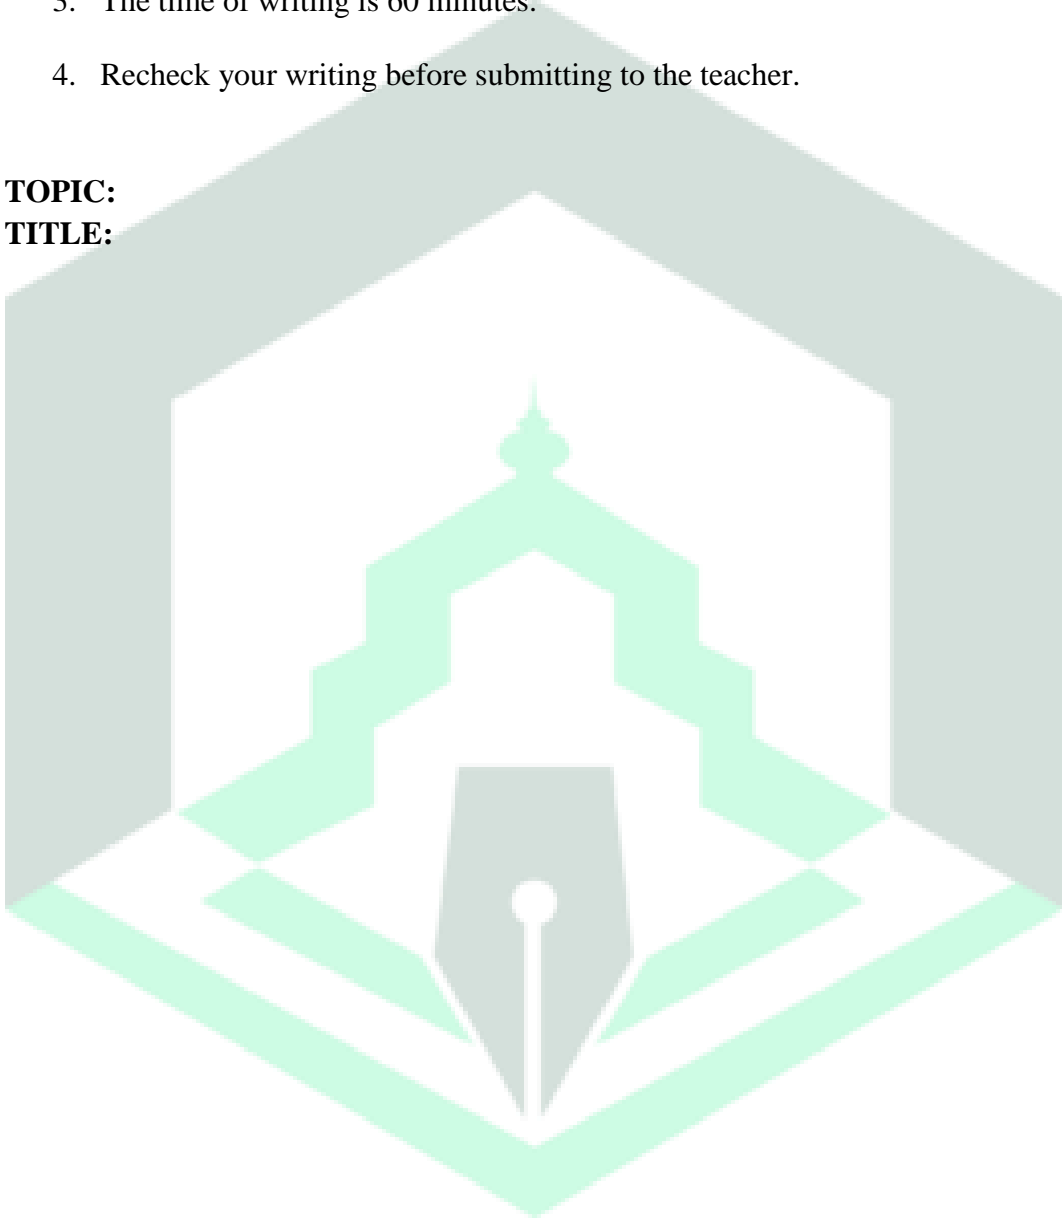 3. The time of writing is 60 minutes.
4. Recheck your writing before submitting to the teacher.
TOPIC:
TITLE: